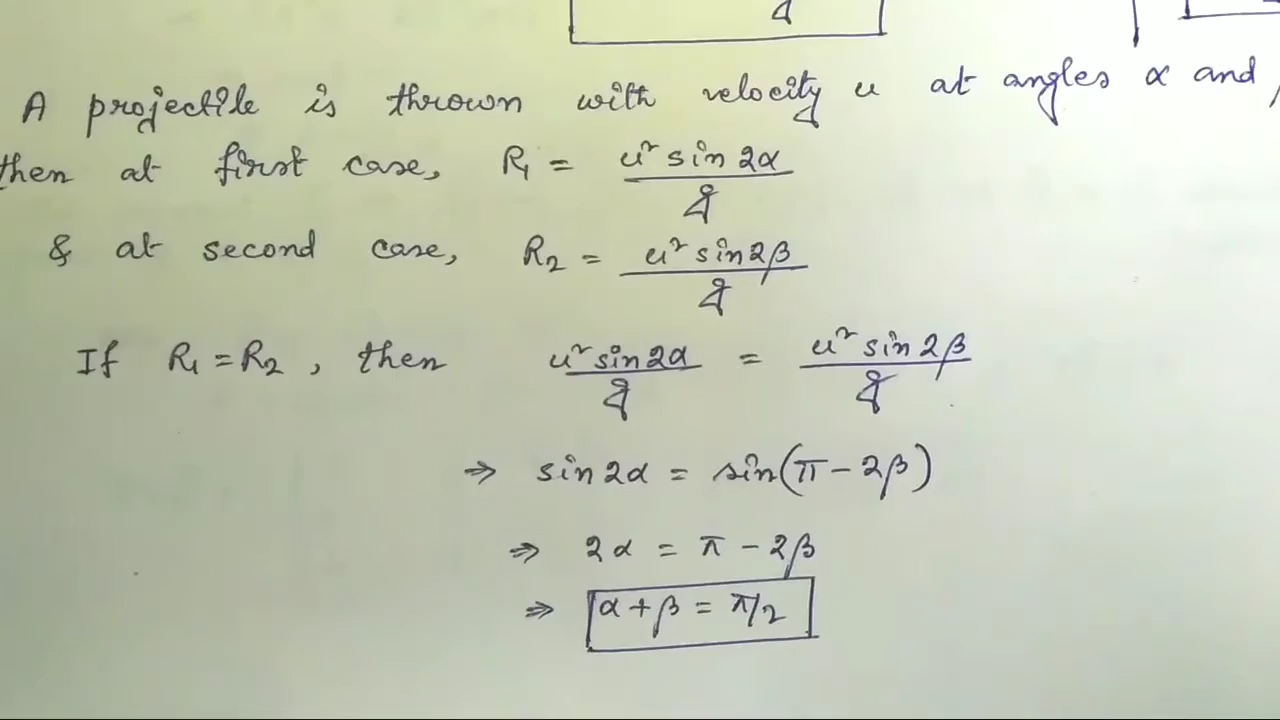 g
A projectile is thrown with velocity u at angles α and
then at first case, R₁ = u² sin 2α / g
& at second case, R₂ = u² sin 2β / g
If R₁ = R₂ , then u² sin 2α / g = u² sin 2β / g
⇒ sin 2α = sin(π - 2β)
⇒ 2α = π - 2β
⇒ α + β = π/2